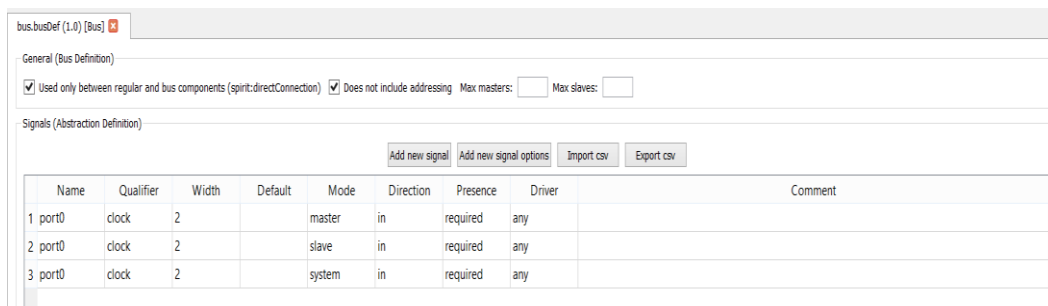 bus.busDef (1.0) [Bus]
General (Bus Definition)
Used only between regular and bus components (spirit:directConnection) Does not include addressing Max masters: Max slaves:
Signals (Abstraction Definition)
Add new signal Add new signal options Import csv Export csv
Name Qualifier Width Default Mode Direction Presence Driver Comment
1 port0 clock 2 master in required any
2 port0 clock 2 slave in required any
3 port0 clock 2 system in required any